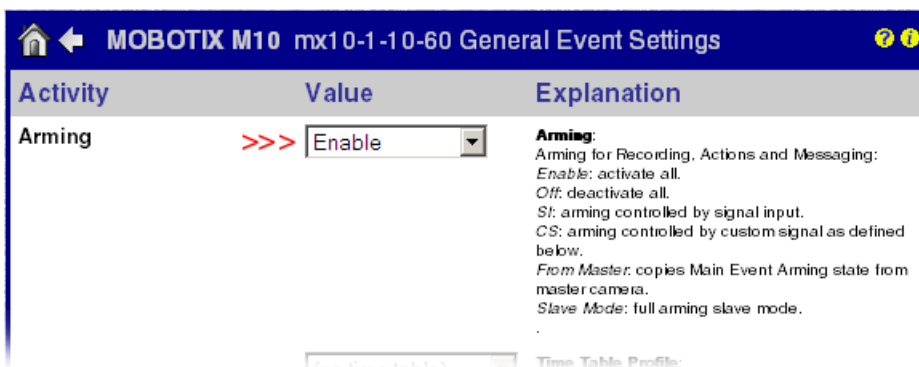 MOBOTIX M10 mx10-1-10-60 General Event Settings ? i
Activity Value Explanation
Arming >>> Enable
Arming:
Arming for Recording, Actions and Messaging:
Enable: activate all.
Off: deactivate all.
SI: arming controlled by signal input.
CS: arming controlled by custom signal as defined
below.
From Master: copies Main Event Arming state from
master camera.
Slave Mode: full arming slave mode.
.
Time Table Profile: